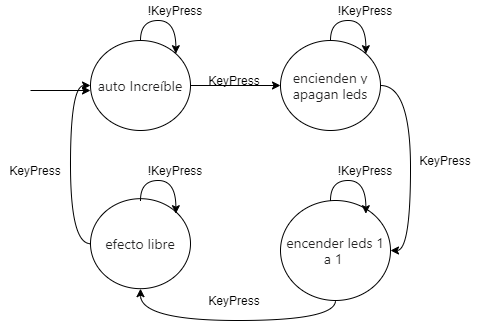 !KeyPress
!KeyPress
auto Increíble
KeyPress
encienden y
apagan leds
KeyPress
KeyPress
!KeyPress
!KeyPress
efecto libre
encender leds 1
a 1
KeyPress